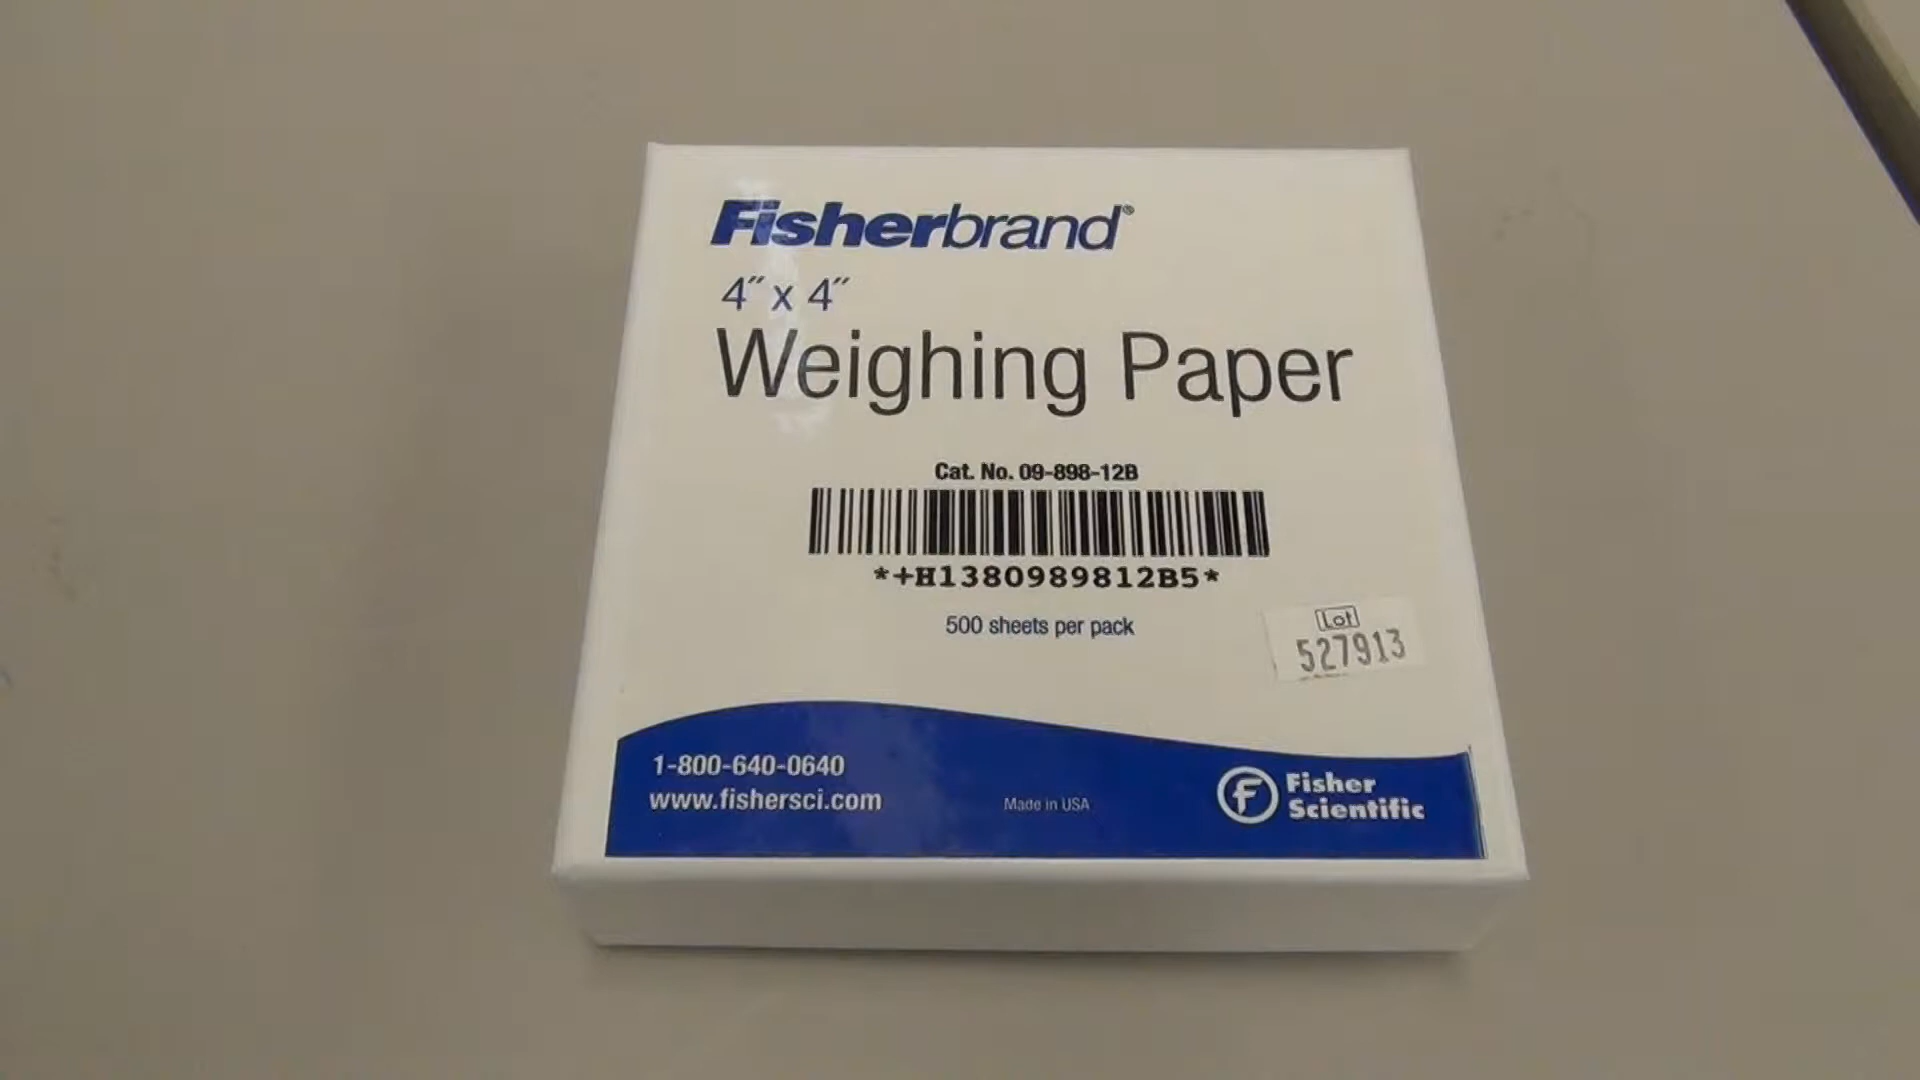 Fisherbrand®
4" x 4"
Weighing Paper
Cat. No. 09-898-12B
*+H1380989812B5*
500 sheets per pack
Lot
527913
1-800-640-0640
www.fishersci.com
Made in USA
Fisher
Scientific